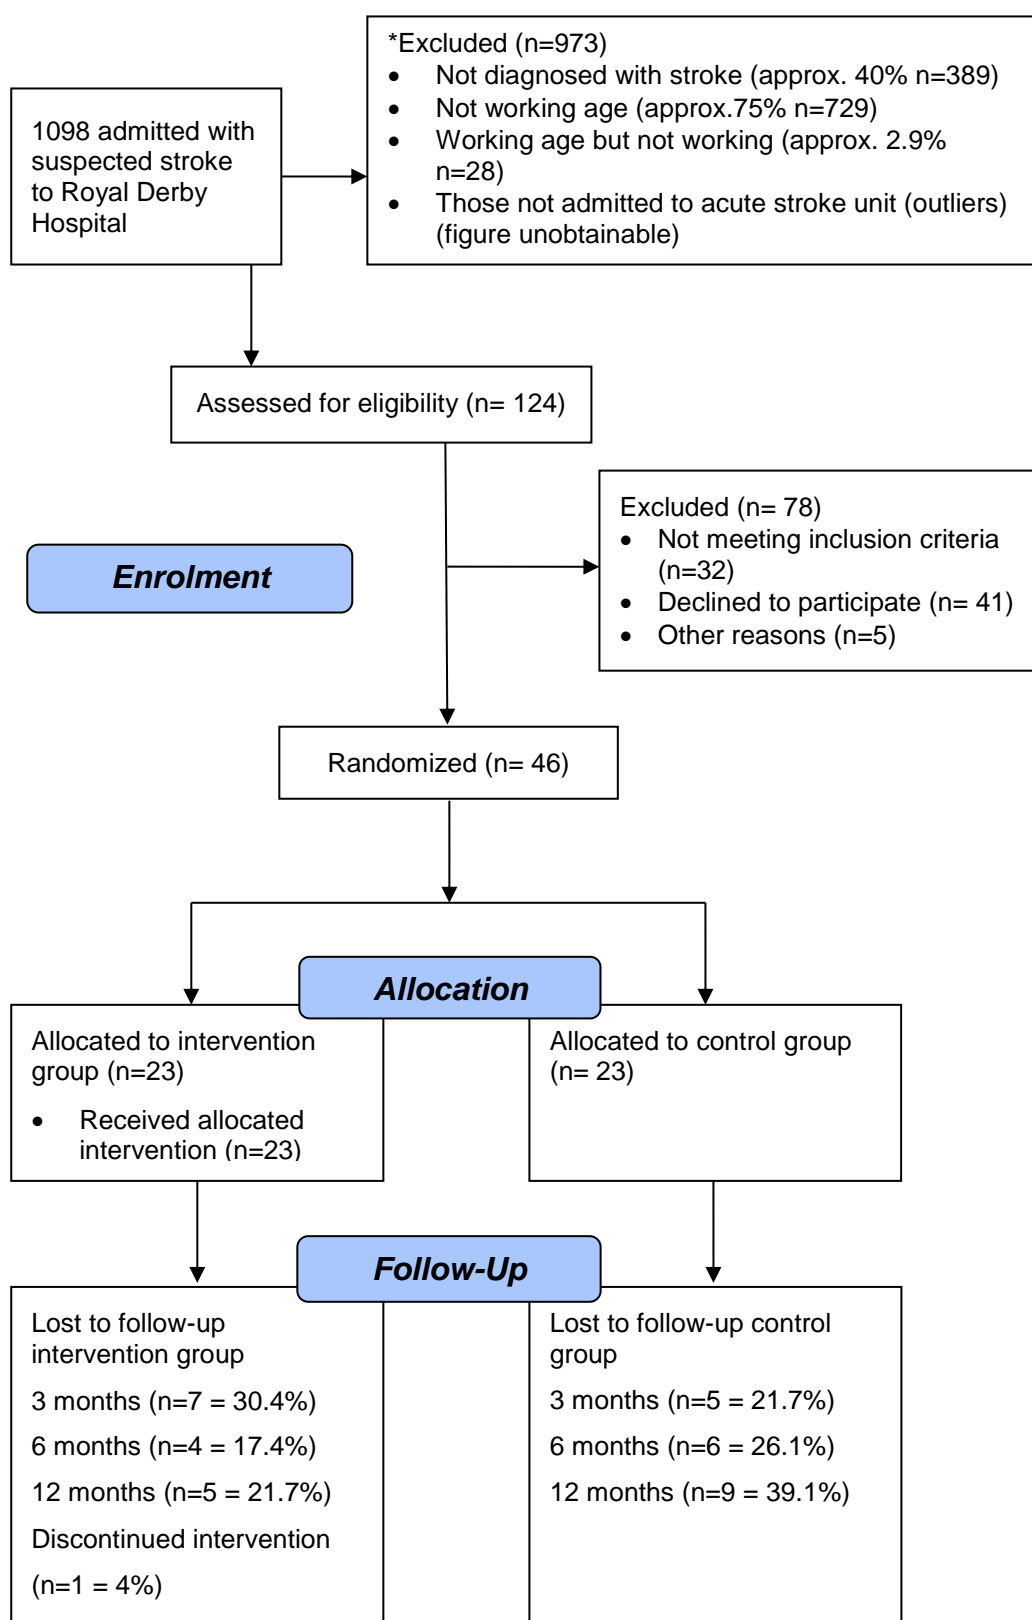 *Excluded (n=973)
• Not diagnosed with stroke (approx. 40% n=389)
• Not working age (approx.75% n=729)
• Working age but not working (approx. 2.9%
n=28)
• Those not admitted to acute stroke unit (outliers)
(figure unobtainable)
1098 admitted with
suspected stroke
to Royal Derby
Hospital
Assessed for eligibility (n= 124)
Excluded (n= 78)
• Not meeting inclusion criteria
(n=32)
• Declined to participate (n= 41)
• Other reasons (n=5)
Enrolment
Randomized (n= 46)
Allocation
Allocated to intervention
group (n=23)
• Received allocated
intervention (n=23)
Allocated to control group
(n= 23)
Follow-Up
Lost to follow-up
intervention group
3 months (n=7 = 30.4%)
6 months (n=4 = 17.4%)
12 months (n=5 = 21.7%)
Discontinued intervention
(n=1 = 4%)
Lost to follow-up control
group
3 months (n=5 = 21.7%)
6 months (n=6 = 26.1%)
12 months (n=9 = 39.1%)